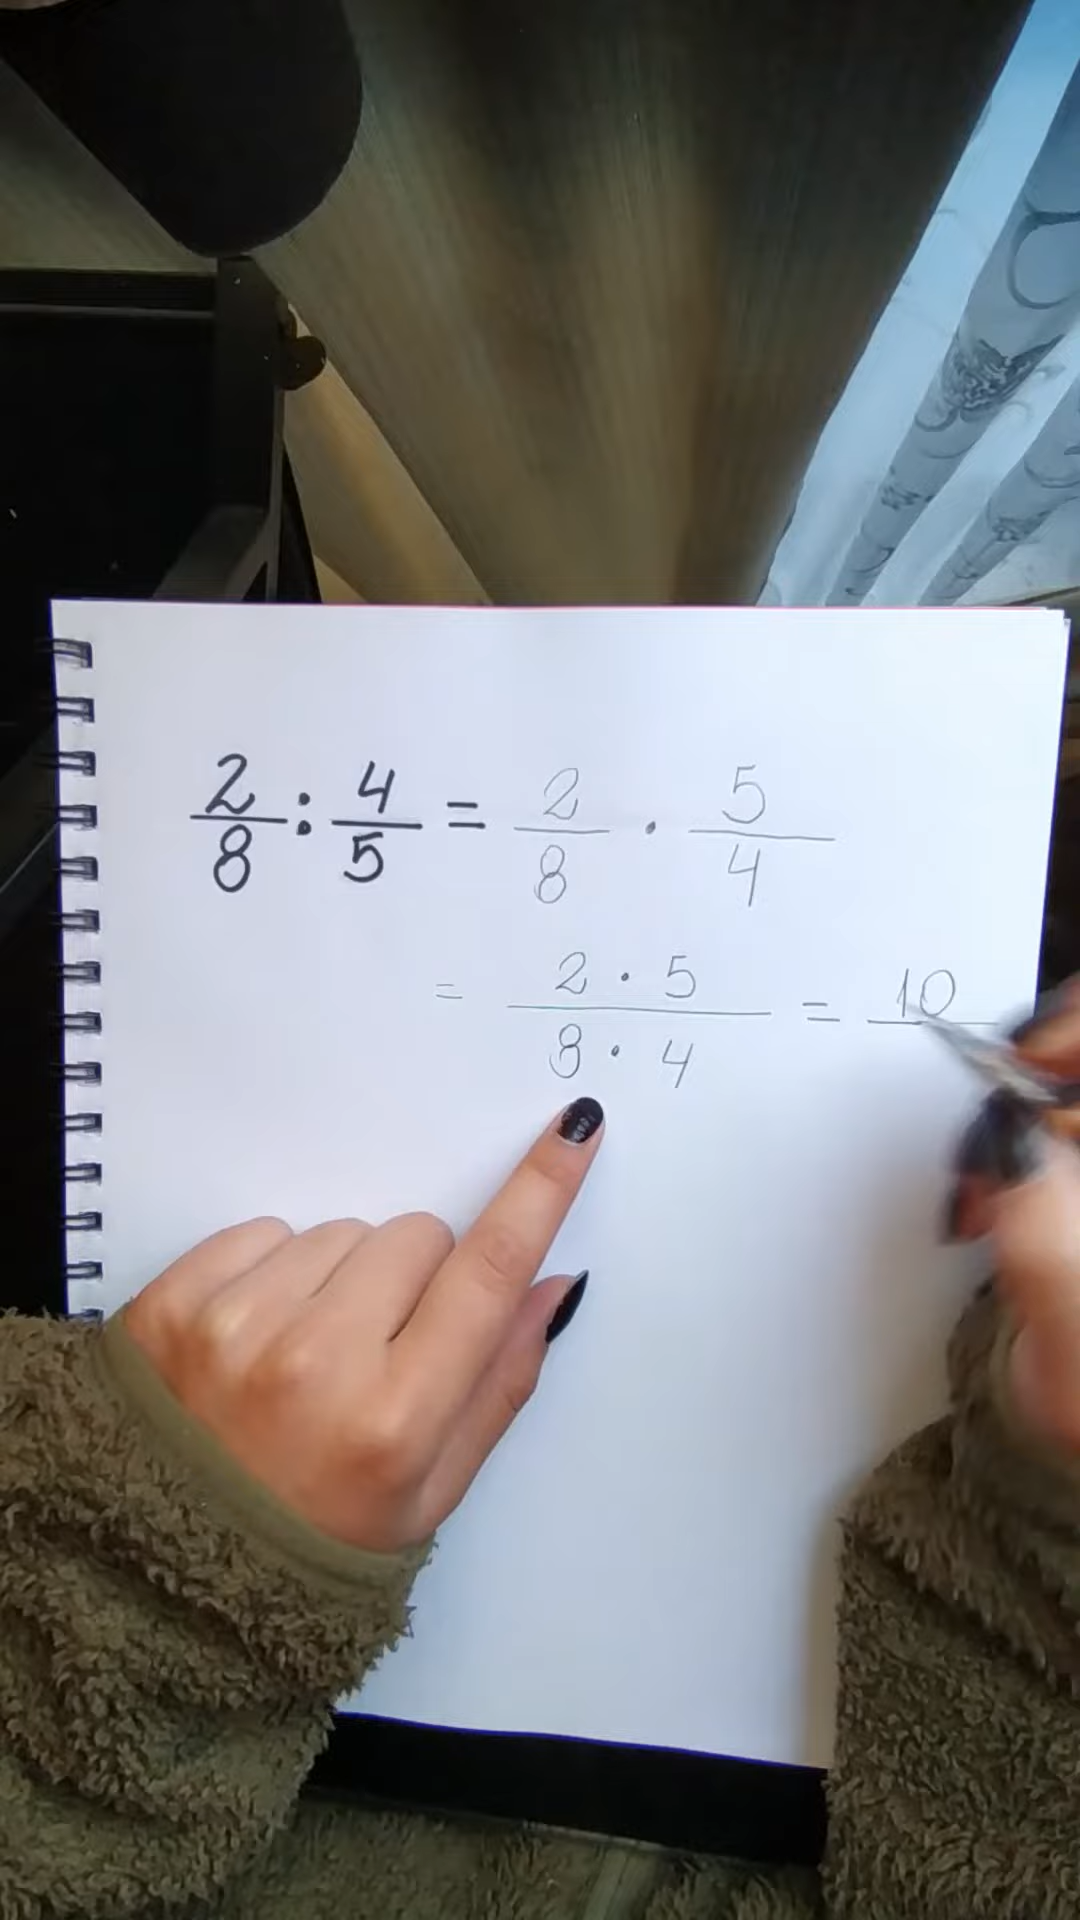 2/8 : 4/5 = 2/8 · 5/4
= 2 · 5 / 8 · 4 = 10